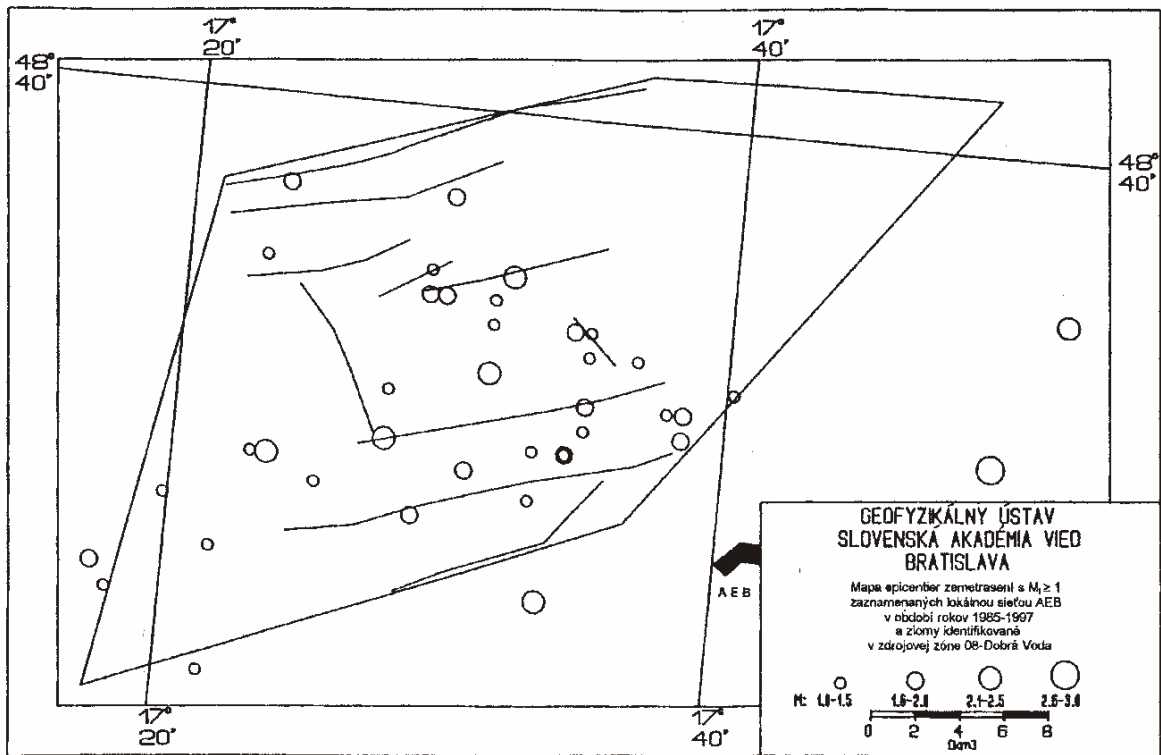 17°
20'
17°
40'
48°
40'
48°
40'
AEB
GEOFYZIKÁLNY ÚSTAV
SLOVENSKÁ AKADÉMIA VIED
BRATISLAVA
Mapa epicentier zemetrasení s Mₗ ≥ 1
zaznamenaných lokálnou sieťou AEB
v období rokov 1985-1997
a zlomy identifikované
v zdrojovej zóne 08-Dobrá Voda
M: 1.0-1.5 1.6-2.0 2.1-2.5 2.6-3.0
0 2 4 6 8
[km]
17°
20'
17°
40'